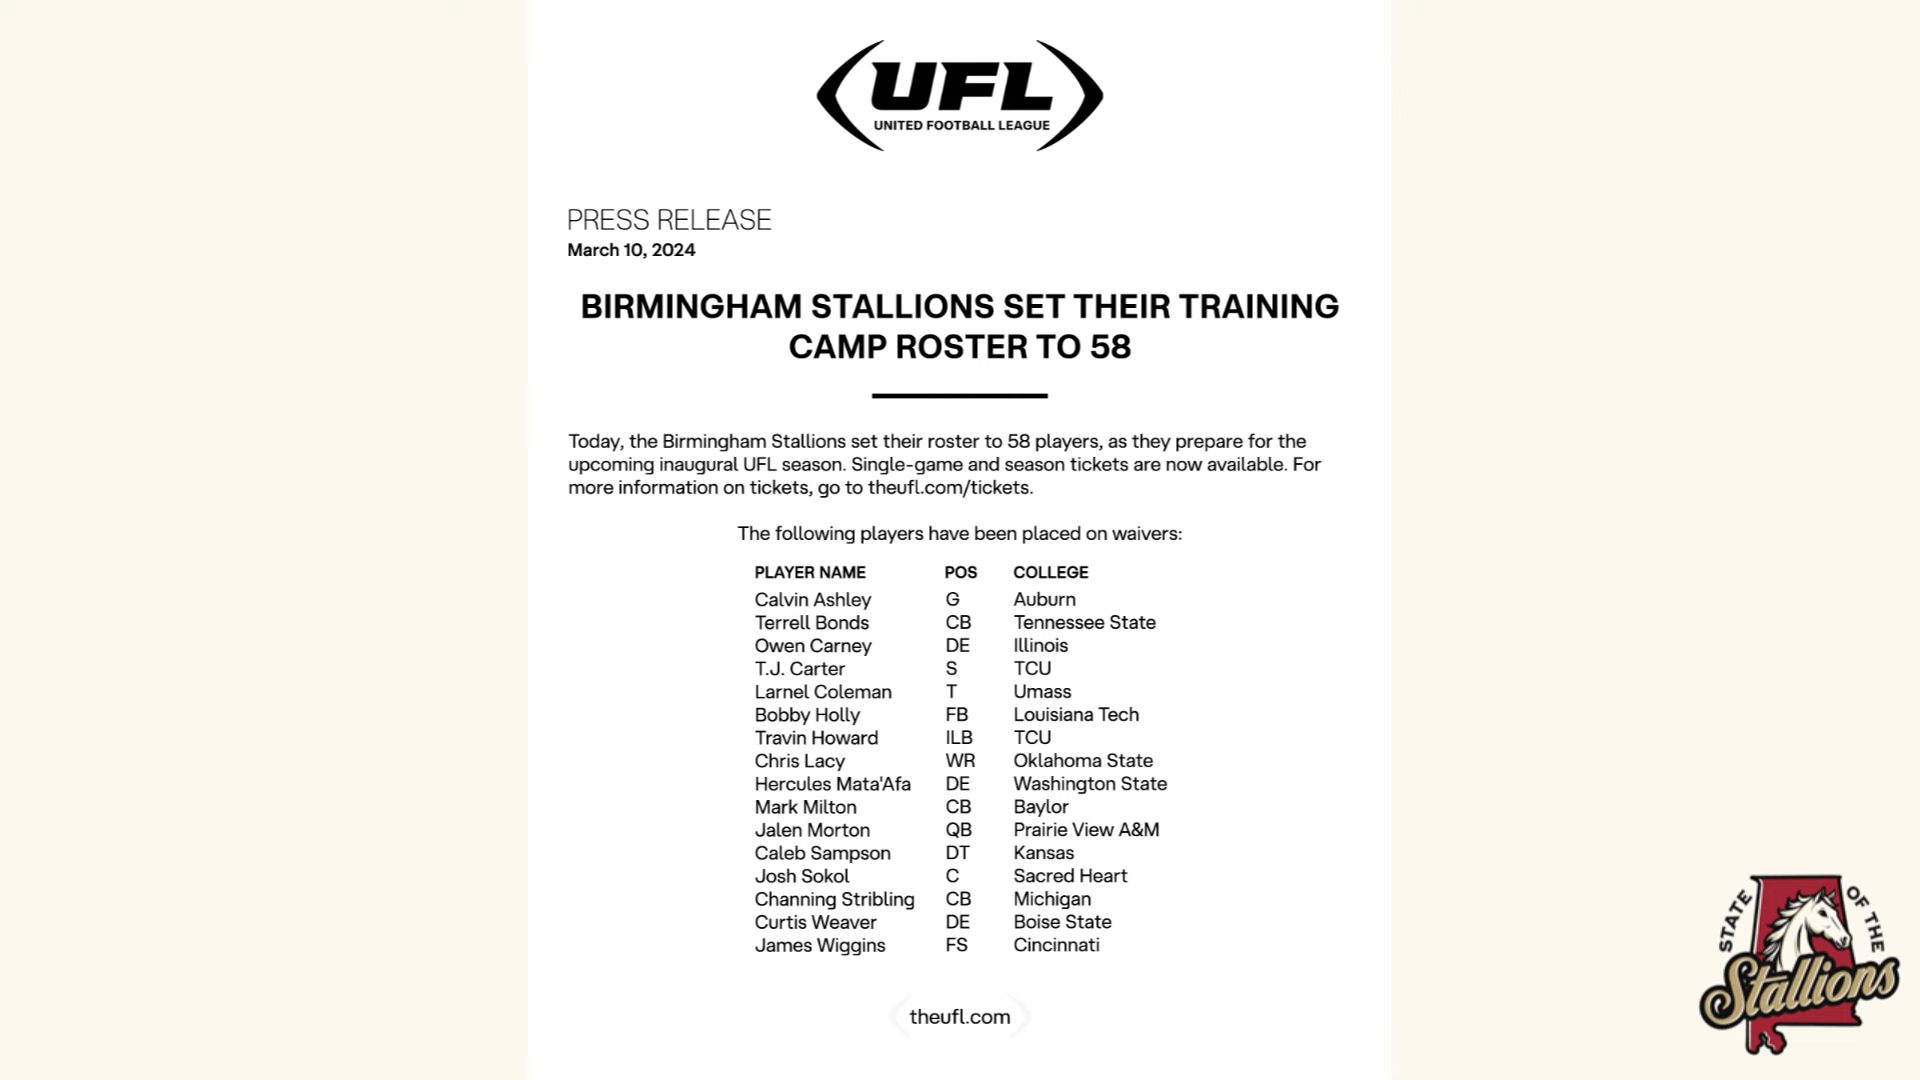 UFL
UNITED FOOTBALL LEAGUE
PRESS RELEASE
March 10, 2024
BIRMINGHAM STALLIONS SET THEIR TRAINING
CAMP ROSTER TO 58
Today, the Birmingham Stallions set their roster to 58 players, as they prepare for the
upcoming inaugural UFL season. Single-game and season tickets are now available. For
more information on tickets, go to theufl.com/tickets.
The following players have been placed on waivers:
PLAYER NAME POS COLLEGE
Calvin Ashley G Auburn
Terrell Bonds CB Tennessee State
Owen Carney DE Illinois
T.J. Carter S TCU
Larnel Coleman T Umass
Bobby Holly FB Louisiana Tech
Travin Howard ILB TCU
Chris Lacy WR Oklahoma State
Hercules Mata'Afa DE Washington State
Mark Milton CB Baylor
Jalen Morton QB Prairie View A&M
Caleb Sampson DT Kansas
Josh Sokol C Sacred Heart
Channing Stribling CB Michigan
Curtis Weaver DE Boise State
James Wiggins FS Cincinnati
theufl.com
STATE OF THE
Stallions